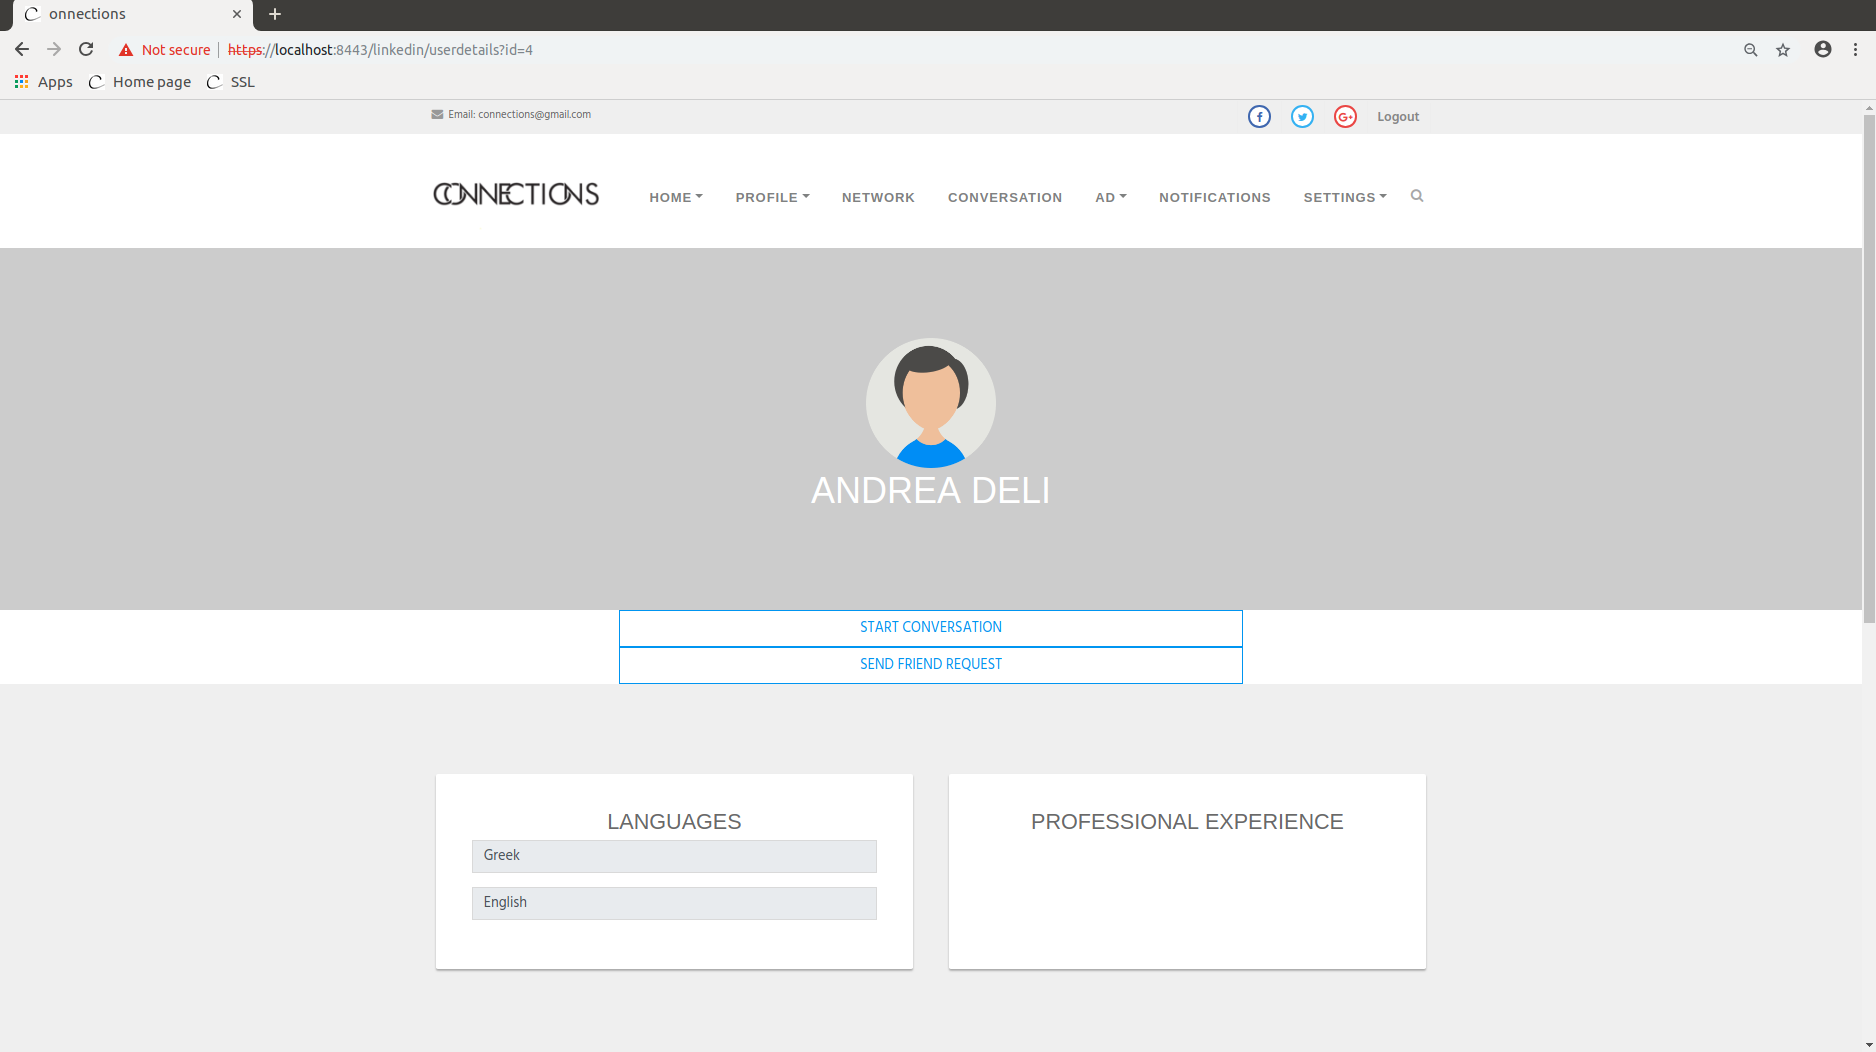 onnections
Not secure | https://localhost:8443/linkedin/userdetails?id=4
Apps Home page SSL
Email: connections@gmail.com Logout
CONNECTIONS HOME PROFILE NETWORK CONVERSATION AD NOTIFICATIONS SETTINGS
ANDREA DELI
START CONVERSATION
SEND FRIEND REQUEST
LANGUAGES
Greek
English
PROFESSIONAL EXPERIENCE